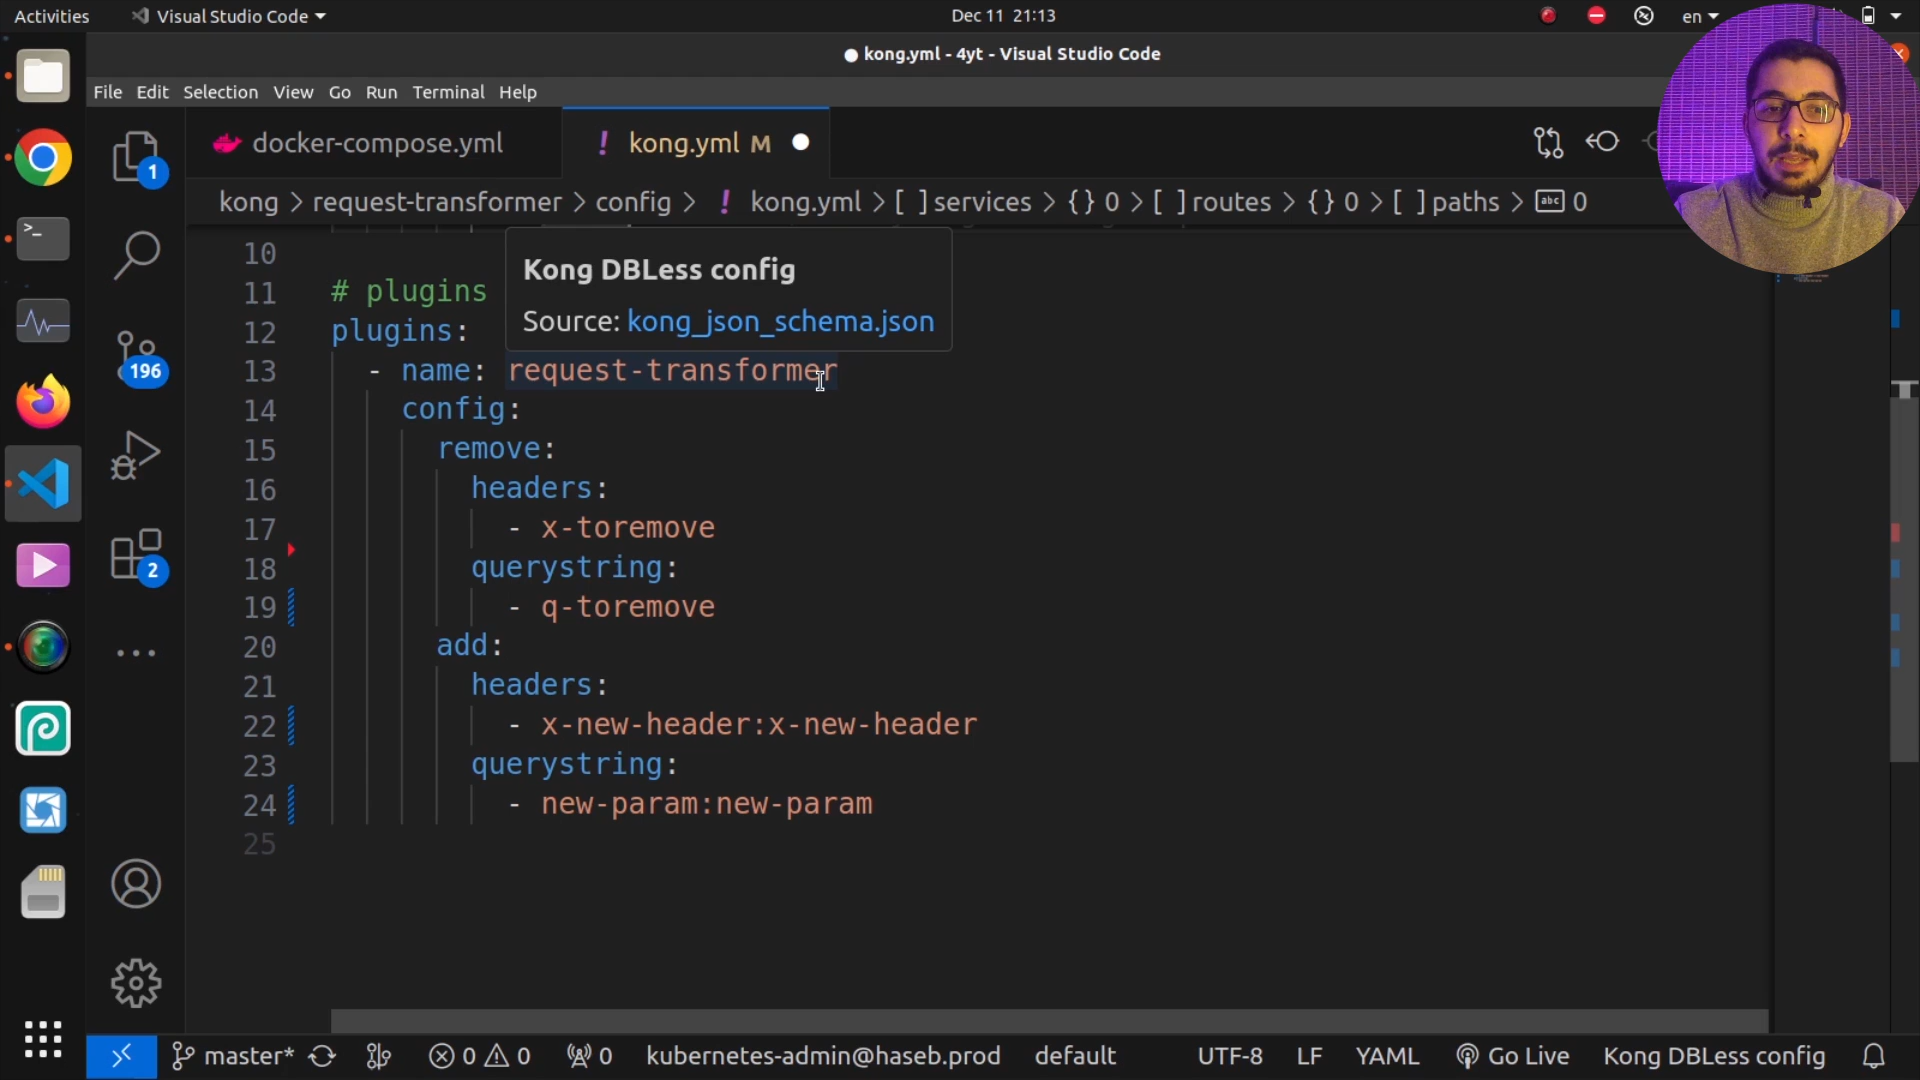 Activities
Visual Studio Code
Dec 11 21:13
en
kong.yml - 4yt - Visual Studio Code
File Edit Selection View Go Run Terminal Help
docker-compose.yml
! kong.yml M
kong > request-transformer > config > ! kong.yml > [ ] services > {} 0 > [ ] routes > {} 0 > [ ] paths > abc 0
10
Kong DBLess config
Source: kong_json_schema.json
11 # plugins
12 plugins:
13 - name: request-transformer
14 config:
15 remove:
16 headers:
17 - x-toremove
18 querystring:
19 - q-toremove
20 add:
21 headers:
22 - x-new-header:x-new-header
23 querystring:
24 - new-param:new-param
25
1
196
2
master* 0 0 0 kubernetes-admin@haseb.prod default UTF-8 LF YAML Go Live Kong DBLess config